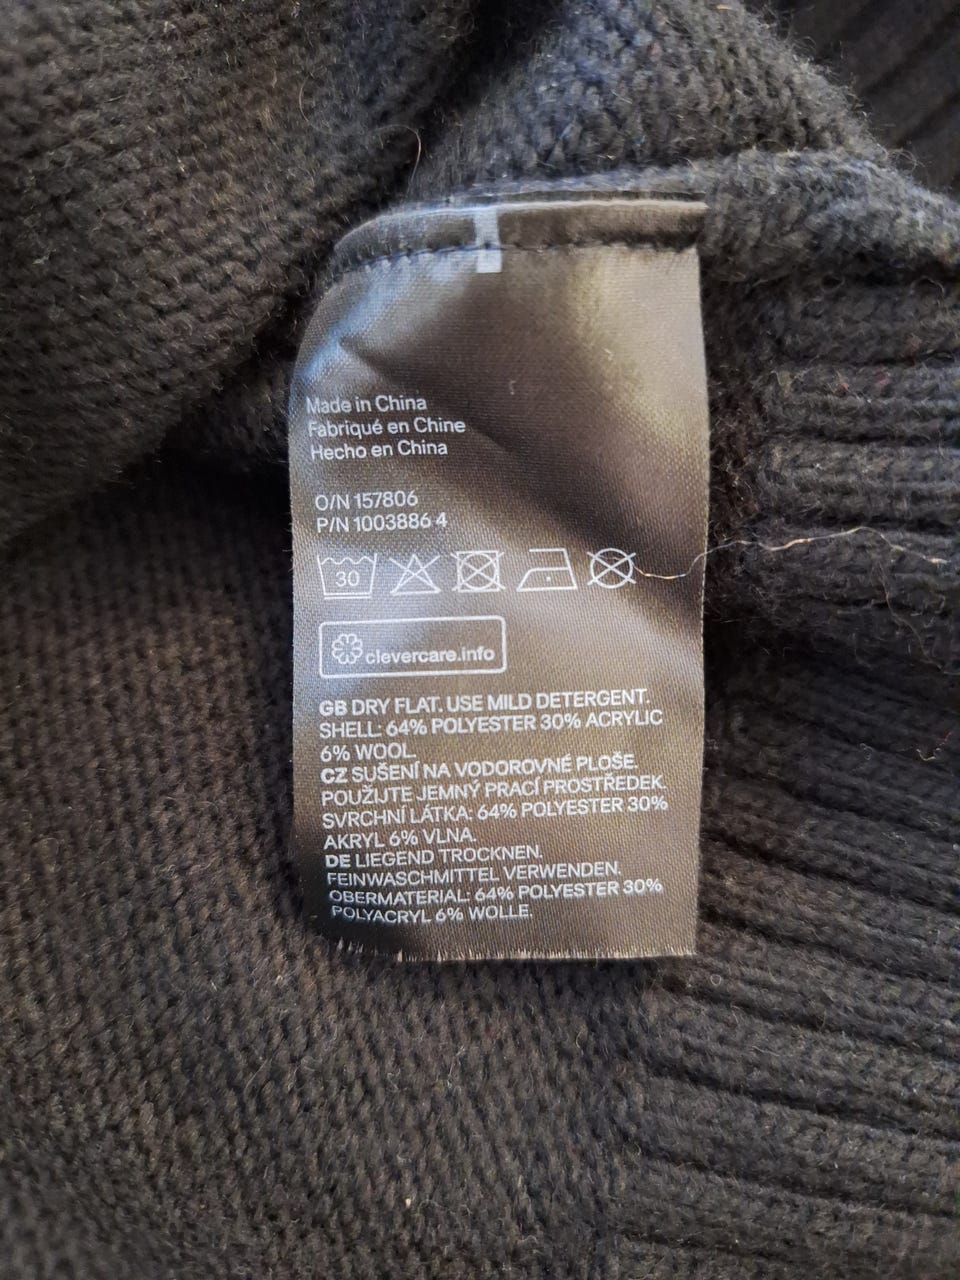 Made in China
Fabriqué en Chine
Hecho en China
O/N 157806
P/N 1003886 4
30
clevercare.info
GB DRY FLAT. USE MILD DETERGENT.
SHELL: 64% POLYESTER 30% ACRYLIC
6% WOOL.
CZ SUŠENÍ NA VODOROVNÉ PLOŠE.
POUŽIJTE JEMNÝ PRACÍ PROSTŘEDEK.
SVRCHNÍ LÁTKA: 64% POLYESTER 30%
AKRYL 6% VLNA.
DE LIEGEND TROCKNEN.
FEINWASCHMITTEL VERWENDEN.
OBERMATERIAL: 64% POLYESTER 30%
POLYACRYL 6% WOLLE.